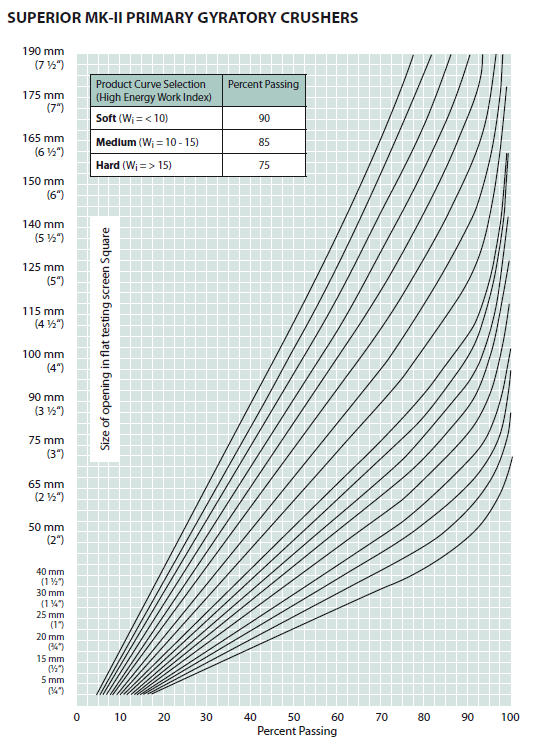 SUPERIOR MK-II PRIMARY GYRATORY CRUSHERS
190 mm
(7 ½“)
175 mm
(7“)
165 mm
(6 ½“)
150 mm
(6“)
140 mm
(5 ½“)
125 mm
(5“)
115 mm
(4 ½“)
100 mm
(4“)
90 mm
(3 ½“)
75 mm
(3“)
65 mm
(2 ½“)
50 mm
(2“)
40 mm
(1 ½“)
30 mm
(1 ¼“)
25 mm
(1“)
20 mm
(¾“)
15 mm
(½“)
5 mm
(¼“)
Size of opening in flat testing screen Square
Product Curve Selection Percent Passing
(High Energy Work Index)
Soft (Wi = < 10) 90
Medlum (Wi = 10 - 15) 85
Hard (Wi = > 15) 75
0 10 20 30 40 50 60 70 80 90 100
Percent Passing